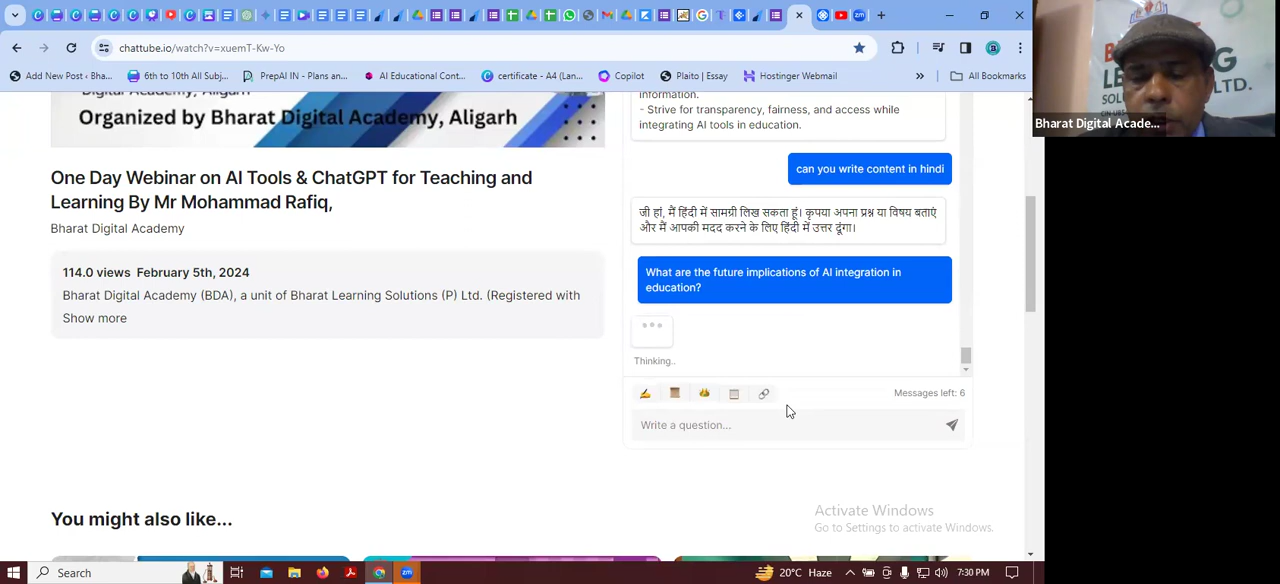 chattube.io/watch?v=xuemT-Kw-Yo
Add New Post ‹ Bha...
6th to 10th All Subj...
PrepAI IN - Plans an...
AI Educational Cont...
certificate - A4 (Lan...
Copilot
Plaito | Essay
Hostinger Webmail
»
All Bookmarks
LTD.
Bharat Digital Acade...
Digital Academy, Aligarh
Organized by Bharat Digital Academy, Aligarh
One Day Webinar on AI Tools & ChatGPT for Teaching and
Learning By Mr Mohammad Rafiq,
Bharat Digital Academy
114.0 views February 5th, 2024
Bharat Digital Academy (BDA), a unit of Bharat Learning Solutions (P) Ltd. (Registered with
Show more
information.
- Strive for transparency, fairness, and access while
integrating AI tools in education.
can you write content in hindi
जी हां, मैं हिंदी में सामग्री लिख सकता हूं। कृपया अपना प्रश्न या विषय बताएं
और मैं आपकी मदद करने के लिए हिंदी में उत्तर दूंगा।
What are the future implications of AI integration in
education?
Thinking..
Messages left: 6
Write a question...
You might also like...
Activate Windows
Go to Settings to activate Windows.
Search
20°C Haze
7:30 PM